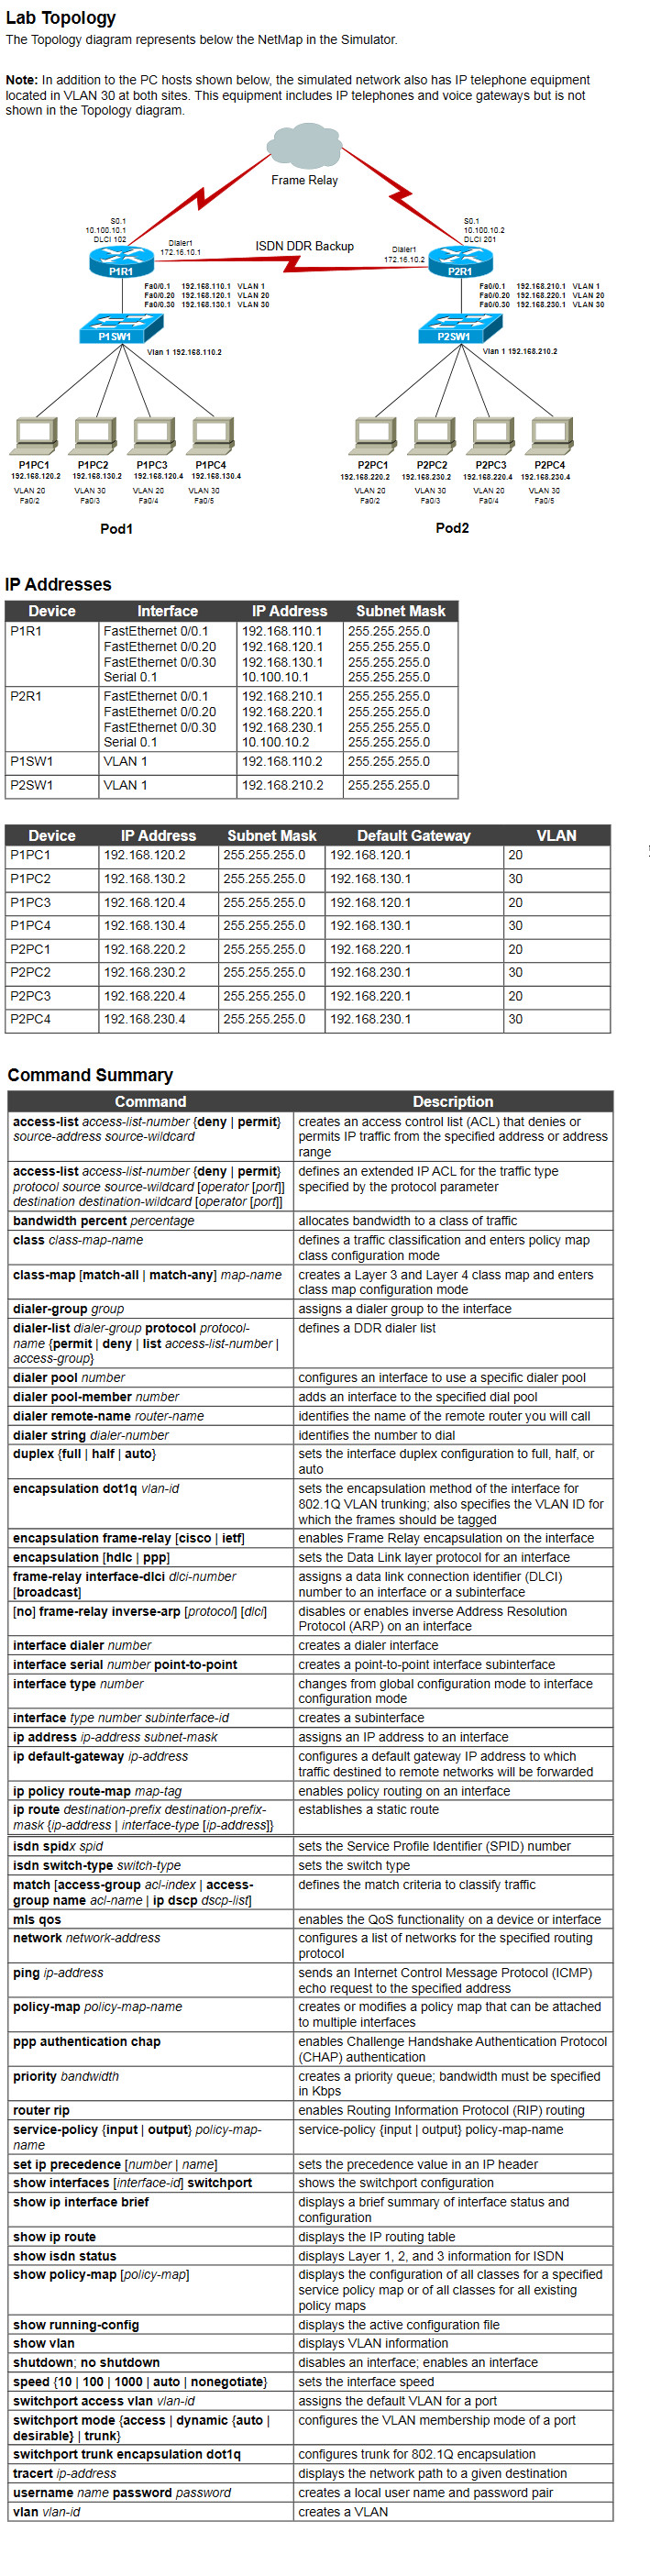 Lab Topology
The Topology diagram represents below the NetMap in the Simulator.
Note: In addition to the PC hosts shown below, the simulated network also has IP telephone equipment
located in VLAN 30 at both sites. This equipment includes IP telephones and voice gateways but is not
shown in the Topology diagram.
Frame Relay
S0.1
10.100.10.1
DLCI 102
S0.1
10.100.10.2
DLCI 201
Dialer1
172.16.10.1
ISDN DDR Backup
Dialer1
172.16.10.2
P1R1
P2R1
Fa0/0.1 192.168.110.1 VLAN 1
Fa0/0.20 192.168.120.1 VLAN 20
Fa0/0.30 192.168.130.1 VLAN 30
Fa0/0.1 192.168.210.1 VLAN 1
Fa0/0.20 192.168.220.1 VLAN 20
Fa0/0.30 192.168.230.1 VLAN 30
P1SW1
P2SW1
Vlan 1 192.168.110.2
Vlan 1 192.168.210.2
P1PC1 P1PC2 P1PC3 P1PC4
192.168.120.2 192.168.130.2 192.168.120.4 192.168.130.4
VLAN 20 VLAN 30 VLAN 20 VLAN 30
Fa0/2 Fa0/3 Fa0/4 Fa0/5
P2PC1 P2PC2 P2PC3 P2PC4
192.168.220.2 192.168.230.2 192.168.220.4 192.168.230.4
VLAN 20 VLAN 30 VLAN 20 VLAN 30
Fa0/2 Fa0/3 Fa0/4 Fa0/5
Pod1
Pod2
IP Addresses
Device Interface IP Address Subnet Mask
P1R1 FastEthernet 0/0.1 192.168.110.1 255.255.255.0
FastEthernet 0/0.20 192.168.120.1 255.255.255.0
FastEthernet 0/0.30 192.168.130.1 255.255.255.0
Serial 0.1 10.100.10.1 255.255.255.0
P2R1 FastEthernet 0/0.1 192.168.210.1 255.255.255.0
FastEthernet 0/0.20 192.168.220.1 255.255.255.0
FastEthernet 0/0.30 192.168.230.1 255.255.255.0
Serial 0.1 10.100.10.2 255.255.255.0
P1SW1 VLAN 1 192.168.110.2 255.255.255.0
P2SW1 VLAN 1 192.168.210.2 255.255.255.0
Device IP Address Subnet Mask Default Gateway VLAN
P1PC1 192.168.120.2 255.255.255.0 192.168.120.1 20
P1PC2 192.168.130.2 255.255.255.0 192.168.130.1 30
P1PC3 192.168.120.4 255.255.255.0 192.168.120.1 20
P1PC4 192.168.130.4 255.255.255.0 192.168.130.1 30
P2PC1 192.168.220.2 255.255.255.0 192.168.220.1 20
P2PC2 192.168.230.2 255.255.255.0 192.168.230.1 30
P2PC3 192.168.220.4 255.255.255.0 192.168.220.1 20
P2PC4 192.168.230.4 255.255.255.0 192.168.230.1 30
Command Summary
Command Description
access-list access-list-number {deny | permit} creates an access control list (ACL) that denies or
source-address source-wildcard permits IP traffic from the specified address or address
range
access-list access-list-number {deny | permit} defines an extended IP ACL for the traffic type
protocol source source-wildcard [operator [port]] specified by the protocol parameter
destination destination-wildcard [operator [port]]
bandwidth percent percentage allocates bandwidth to a class of traffic
class class-map-name defines a traffic classification and enters policy map
class configuration mode
class-map [match-all | match-any] map-name creates a Layer 3 and Layer 4 class map and enters
class map configuration mode
dialer-group group assigns a dialer group to the interface
dialer-list dialer-group protocol protocol- defines a DDR dialer list
name {permit | deny | list access-list-number |
access-group}
dialer pool number configures an interface to use a specific dialer pool
dialer pool-member number adds an interface to the specified dial pool
dialer remote-name router-name identifies the name of the remote router you will call
dialer string dialer-number identifies the number to dial
duplex {full | half | auto} sets the interface duplex configuration to full, half, or
auto
encapsulation dot1q vlan-id sets the encapsulation method of the interface for
802.1Q VLAN trunking; also specifies the VLAN ID for
which the frames should be tagged
encapsulation frame-relay [cisco | ietf] enables Frame Relay encapsulation on the interface
encapsulation [hdlc | ppp] sets the Data Link layer protocol for an interface
frame-relay interface-dlci dlci-number assigns a data link connection identifier (DLCI)
[broadcast] number to an interface or a subinterface
[no] frame-relay inverse-arp [protocol] [dlci] disables or enables inverse Address Resolution
Protocol (ARP) on an interface
interface dialer number creates a dialer interface
interface serial number point-to-point creates a point-to-point interface subinterface
interface type number changes from global configuration mode to interface
configuration mode
interface type number subinterface-id creates a subinterface
ip address ip-address subnet-mask assigns an IP address to an interface
ip default-gateway ip-address configures a default gateway IP address to which
traffic destined to remote networks will be forwarded
ip policy route-map map-tag enables policy routing on an interface
ip route destination-prefix destination-prefix- establishes a static route
mask {ip-address | interface-type [ip-address]}
isdn spidx spid sets the Service Profile Identifier (SPID) number
isdn switch-type switch-type sets the switch type
match [access-group acl-index | access- defines the match criteria to classify traffic
group name acl-name | ip dscp dscp-list]
mls qos enables the QoS functionality on a device or interface
network network-address configures a list of networks for the specified routing
protocol
ping ip-address sends an Internet Control Message Protocol (ICMP)
echo request to the specified address
policy-map policy-map-name creates or modifies a policy map that can be attached
to multiple interfaces
ppp authentication chap enables Challenge Handshake Authentication Protocol
(CHAP) authentication
priority bandwidth creates a priority queue; bandwidth must be specified
in Kbps
router rip enables Routing Information Protocol (RIP) routing
service-policy {input | output} policy-map- service-policy {input | output} policy-map-name
name
set ip precedence [number | name] sets the precedence value in an IP header
show interfaces [interface-id] switchport shows the switchport configuration
show ip interface brief displays a brief summary of interface status and
configuration
show ip route displays the IP routing table
show isdn status displays Layer 1, 2, and 3 information for ISDN
show policy-map [policy-map] displays the configuration of all classes for a specified
service policy map or of all classes for all existing
policy maps
show running-config displays the active configuration file
show vlan displays VLAN information
shutdown; no shutdown disables an interface; enables an interface
speed {10 | 100 | 1000 | auto | nonegotiate} sets the interface speed
switchport access vlan vlan-id assigns the default VLAN for a port
switchport mode {access | dynamic {auto | configures the VLAN membership mode of a port
desirable} | trunk}
switchport trunk encapsulation dot1q configures trunk for 802.1Q encapsulation
tracert ip-address displays the network path to a given destination
username name password password creates a local user name and password pair
vlan vlan-id creates a VLAN